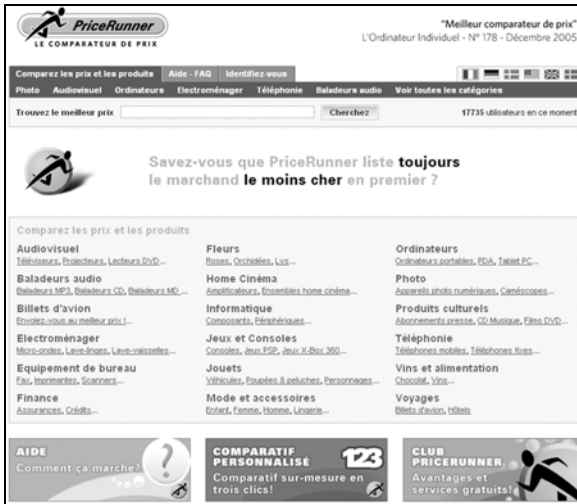 PriceRunner
LE COMPARATEUR DE PRIX
"Meilleur comparateur de prix"
L'Ordinateur Individuel - N° 178 - Décembre 2005
Comparez les prix et les produits Aide - FAQ Identifiez-vous
Photo Audiovisuel Ordinateurs Electroménager Téléphonie Baladeurs audio Voir toutes les catégories
Trouvez le meilleur prix Cherchez 17735 utilisateurs en ce moment
Savez-vous que PriceRunner liste toujours
le marchand le moins cher en premier ?
Comparez les prix et les produits
Audiovisuel
Téléviseurs, Projecteurs, Lecteurs DVD...
Baladeurs audio
Baladeurs MP3, Baladeurs CD, Baladeurs MD...
Billets d'avion
Envolez-vous au meilleur prix !...
Electroménager
Micro-ondes, Lave-linges, Lave-vaisselles...
Equipement de bureau
Fax, Imprimantes, Scanners...
Finance
Assurances, Crédits...
Fleurs
Roses, Orchidées, Lys...
Home Cinéma
Amplificateurs, Ensembles home cinéma...
Informatique
Composants, Périphériques...
Jeux et Consoles
Consoles, Jeux PSP, Jeux X-Box 360...
Jouets
Véhicules, Poupées & peluches, Personnages...
Mode et accessoires
Enfant, Femme, Homme, Lingerie...
Ordinateurs
Ordinateurs portables, PDA, Tablet PC...
Photo
Appareils photo numériques, Caméscopes...
Produits culturels
Abonnements presse, CD Musique, Films DVD...
Téléphonie
Téléphones mobiles, Téléphones fixes...
Vins et alimentation
Chocolat, Vins...
Voyages
Billets d'avion, Hôtels
AIDE
Comment ça marche?
?
COMPARATIF
PERSONNALISÉ
123
Comparatif sur-mesure en
trois clics!
CLUB
PRICERUNNER
Avantages et
services gratuits!